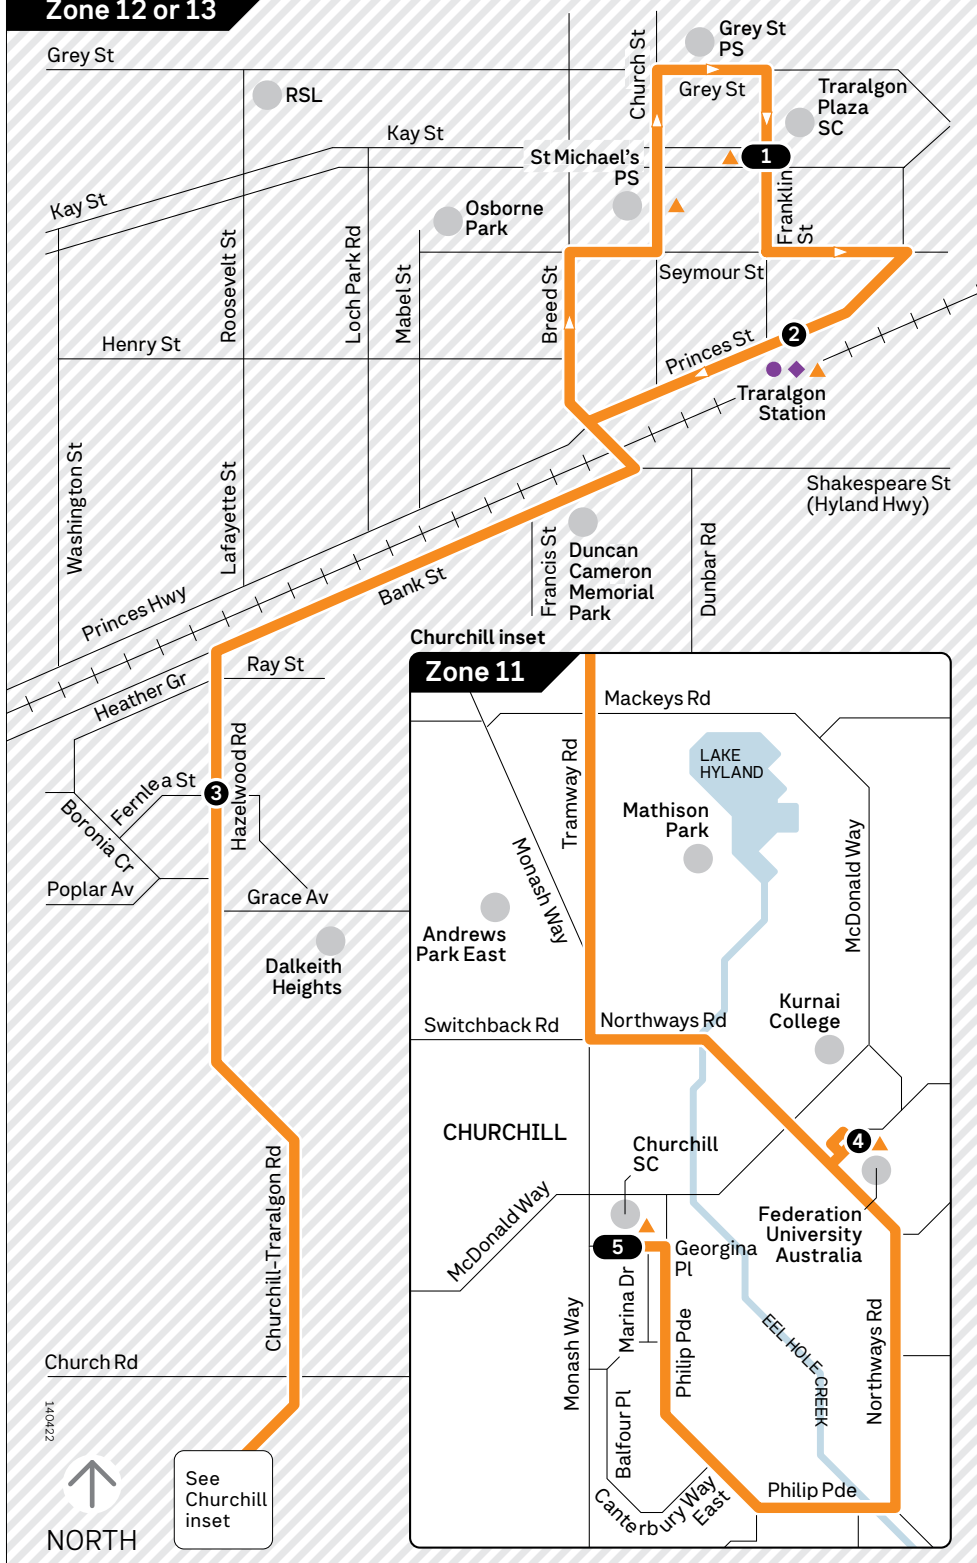 Zone 12 or 13
Grey St
Church St
Grey St
PS
Grey St
RSL
Traralgon
Plaza
SC
Kay St
St Michael's
PS
1
Kay St
Osborne
Park
Franklin
St
Roosevelt St
Loch Park Rd
Mabel St
Breed St
Seymour St
Henry St
Princes St
2
Traralgon
Station
Washington St
Lafayette St
Shakespeare St
(Hyland Hwy)
Princes Hwy
Bank St
Francis St
Duncan
Cameron
Memorial
Park
Dunbar Rd
Heather Gr
Ray St
Hazelwood Rd
Fernlea St
3
Boronia Cr
Poplar Av
Grace Av
Dalkeith
Heights
Churchill-Traralgon Rd
Church Rd
140422
NORTH
See
Churchill
inset
Churchill inset
Zone 11
Mackeys Rd
Tramway Rd
LAKE
HYLAND
Mathison
Park
Monash Way
McDonald Way
Andrews
Park East
Kurnai
College
Switchback Rd
Northways Rd
CHURCHILL
Churchill
SC
4
McDonald Way
Federation
University
Australia
5
Georgina
Pl
Marina Dr
Monash Way
Philip Pde
EEL HOLE CREEK
Northways Rd
Balfour Pl
Canterbury Way
East
Philip Pde